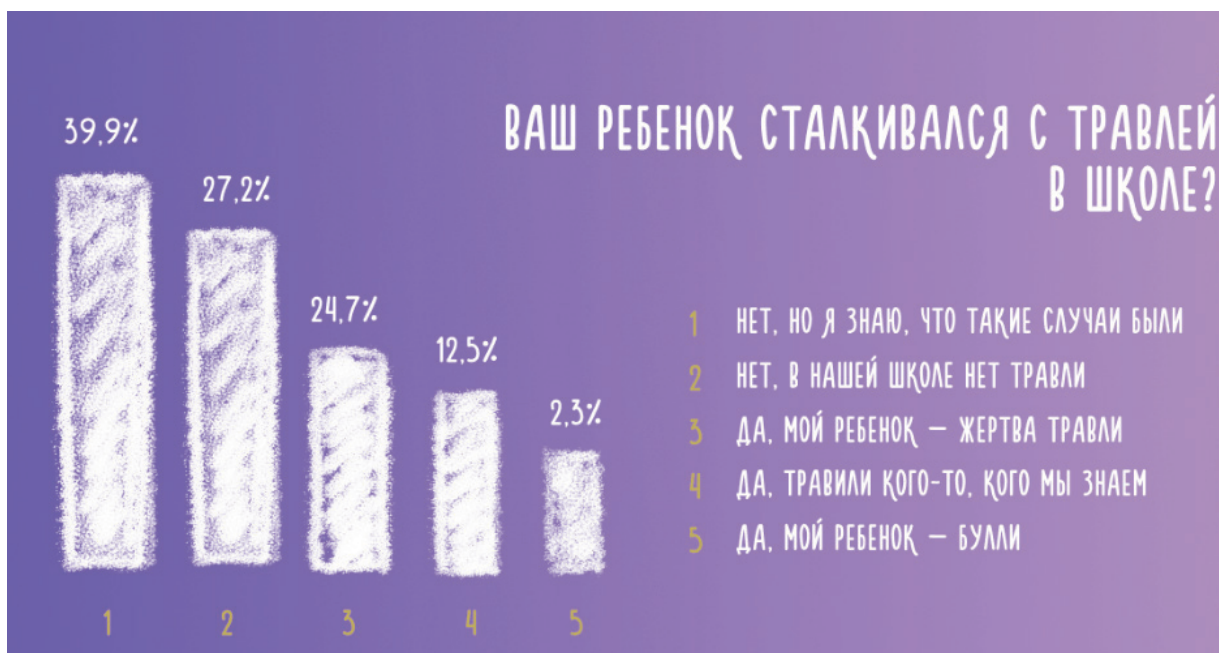 ВАШ РЕБЕНОК СТАЛКИВАЛСЯ С ТРАВЛЕЙ
В ШКОЛЕ?
39,9%
27,2%
24,7%
12,5%
2,3%
1 НЕТ, НО Я ЗНАЮ, ЧТО ТАКИЕ СЛУЧАИ БЫЛИ
2 НЕТ, В НАШЕЙ ШКОЛЕ НЕТ ТРАВЛИ
3 ДА, МОЙ РЕБЕНОК – ЖЕРТВА ТРАВЛИ
4 ДА, ТРАВИЛИ КОГО-ТО, КОГО МЫ ЗНАЕМ
5 ДА, МОЙ РЕБЕНОК – БУЛЛИ
1 2 3 4 5